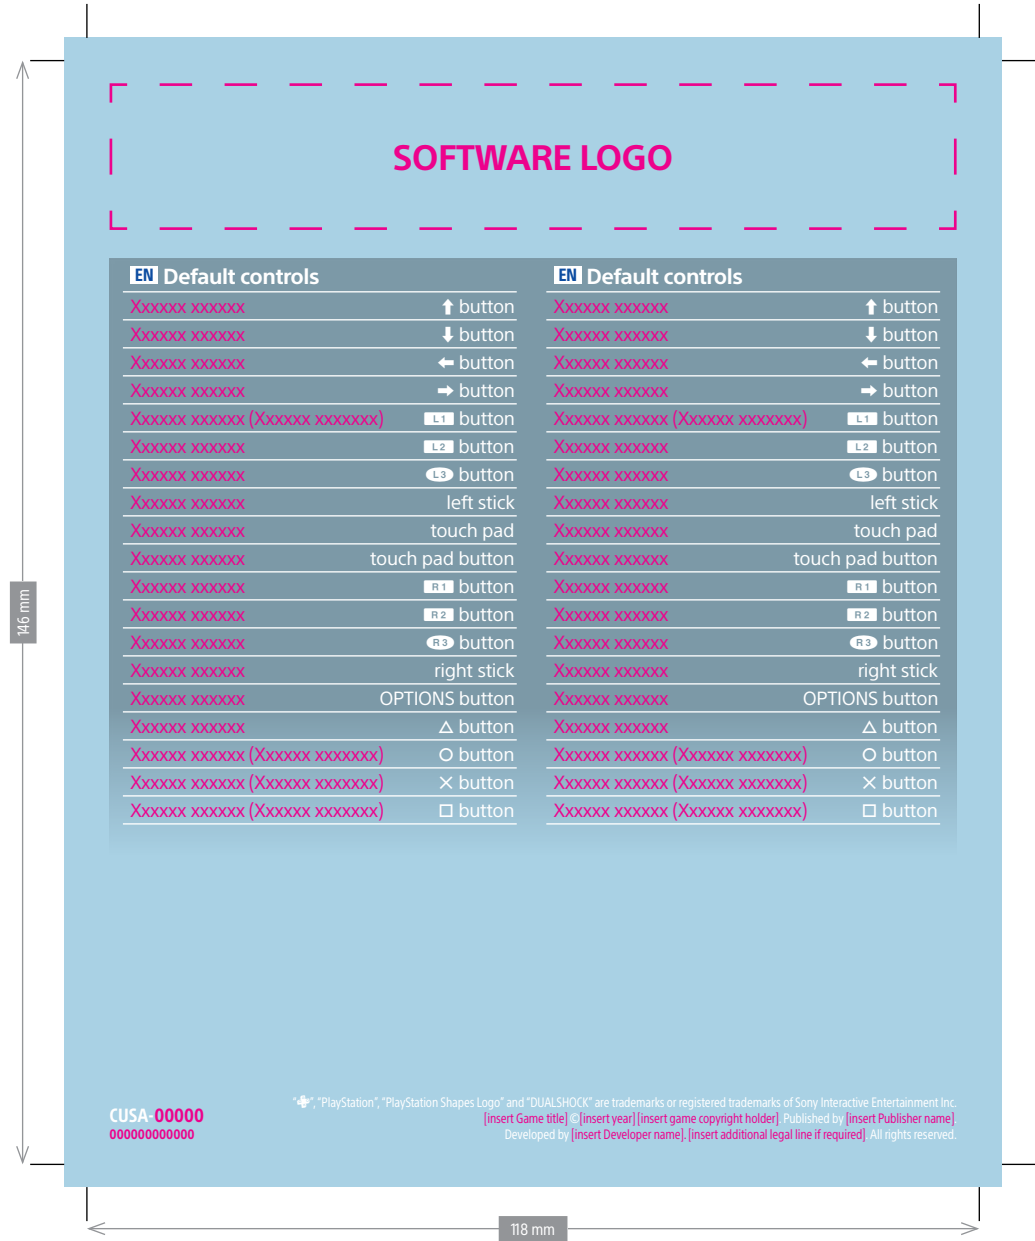 SOFTWARE LOGO
EN Default controls
Xxxxxx xxxxxx ⬆ button
Xxxxxx xxxxxx ⬇ button
Xxxxxx xxxxxx ⬅ button
Xxxxxx xxxxxx ➡ button
Xxxxxx xxxxxx (Xxxxxx xxxxxxx) L1 button
Xxxxxx xxxxxx L2 button
Xxxxxx xxxxxx L3 button
Xxxxxx xxxxxx left stick
Xxxxxx xxxxxx touch pad
Xxxxxx xxxxxx touch pad button
Xxxxxx xxxxxx R1 button
Xxxxxx xxxxxx R2 button
Xxxxxx xxxxxx R3 button
Xxxxxx xxxxxx right stick
Xxxxxx xxxxxx OPTIONS button
Xxxxxx xxxxxx △ button
Xxxxxx xxxxxx (Xxxxxx xxxxxxx) ○ button
Xxxxxx xxxxxx (Xxxxxx xxxxxxx) × button
Xxxxxx xxxxxx (Xxxxxx xxxxxxx) □ button
EN Default controls
Xxxxxx xxxxxx ⬆ button
Xxxxxx xxxxxx ⬇ button
Xxxxxx xxxxxx ⬅ button
Xxxxxx xxxxxx ➡ button
Xxxxxx xxxxxx (Xxxxxx xxxxxxx) L1 button
Xxxxxx xxxxxx L2 button
Xxxxxx xxxxxx L3 button
Xxxxxx xxxxxx left stick
Xxxxxx xxxxxx touch pad
Xxxxxx xxxxxx touch pad button
Xxxxxx xxxxxx R1 button
Xxxxxx xxxxxx R2 button
Xxxxxx xxxxxx R3 button
Xxxxxx xxxxxx right stick
Xxxxxx xxxxxx OPTIONS button
Xxxxxx xxxxxx △ button
Xxxxxx xxxxxx (Xxxxxx xxxxxxx) ○ button
Xxxxxx xxxxxx (Xxxxxx xxxxxxx) × button
Xxxxxx xxxxxx (Xxxxxx xxxxxxx) □ button
146 mm
CUSA-00000
000000000000
" ", "PlayStation", "PlayStation Shapes Logo" and "DUALSHOCK" are trademarks or registered trademarks of Sony Interactive Entertainment Inc.
[insert Game title] ©[insert year] [insert game copyright holder]. Published by [insert Publisher name].
Developed by [insert Developer name]. [insert additional legal line if required]. All rights reserved.
118 mm